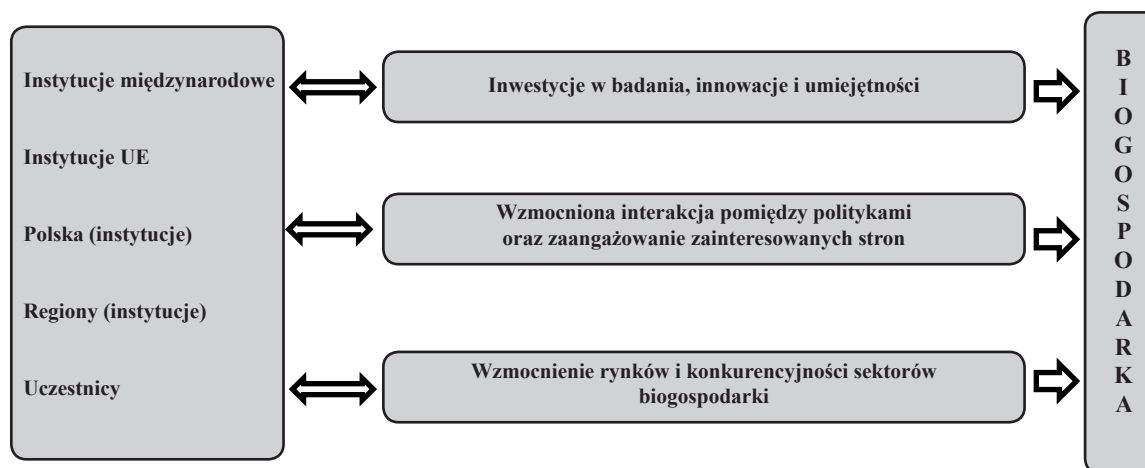 Instytucje międzynarodowe
Instytucje UE
Polska (instytucje)
Regiony (instytucje)
Uczestnicy
Inwestycje w badania, innowacje i umiejętności
Wzmocniona interakcja pomiędzy politykami
oraz zaangażowanie zainteresowanych stron
Wzmocnienie rynków i konkurencyjności sektorów
biogospodarki
B
I
O
G
O
S
P
O
D
A
R
K
A